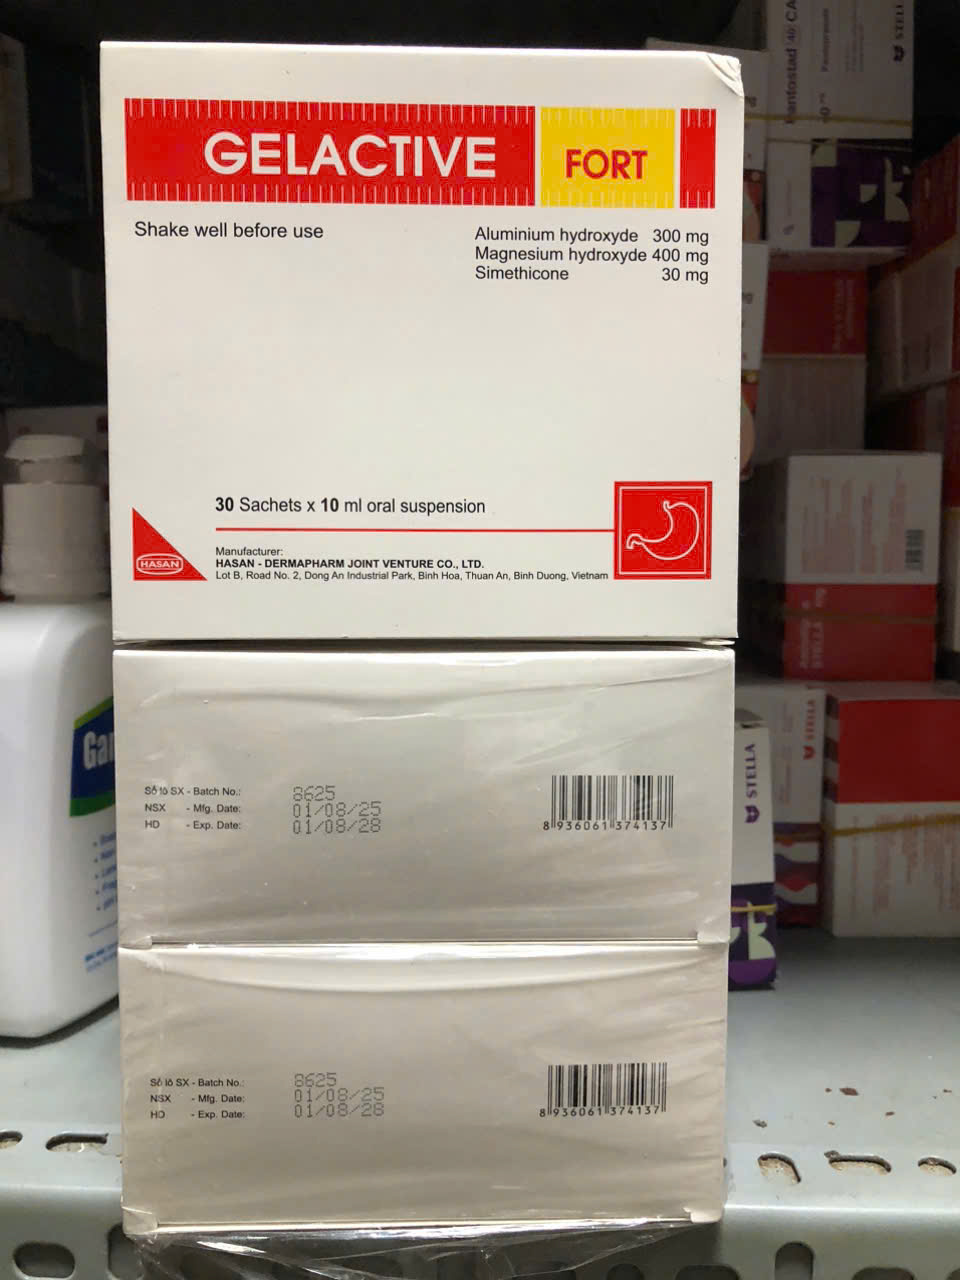 GELACTIVE FORT
Shake well before use
Aluminium hydroxyde 300 mg
Magnesium hydroxyde 400 mg
Simethicone 30 mg
30 Sachets x 10 ml oral suspension
Manufacturer:
HASAN - DERMAPHARM JOINT VENTURE CO., LTD.
Lot B, Road No. 2, Dong An Industrial Park, Binh Hoa, Thuan An, Binh Duong, Vietnam
HASAN
Số lô SX - Batch No.: 8625
NSX - Mfg. Date: 01/08/25
HD - Exp. Date: 01/08/28
8 936061 374137
Số lô SX - Batch No.: 8625
NSX - Mfg. Date: 01/08/25
HD - Exp. Date: 01/08/28
8 936061 374137
STELLA
STELLA
STELLA